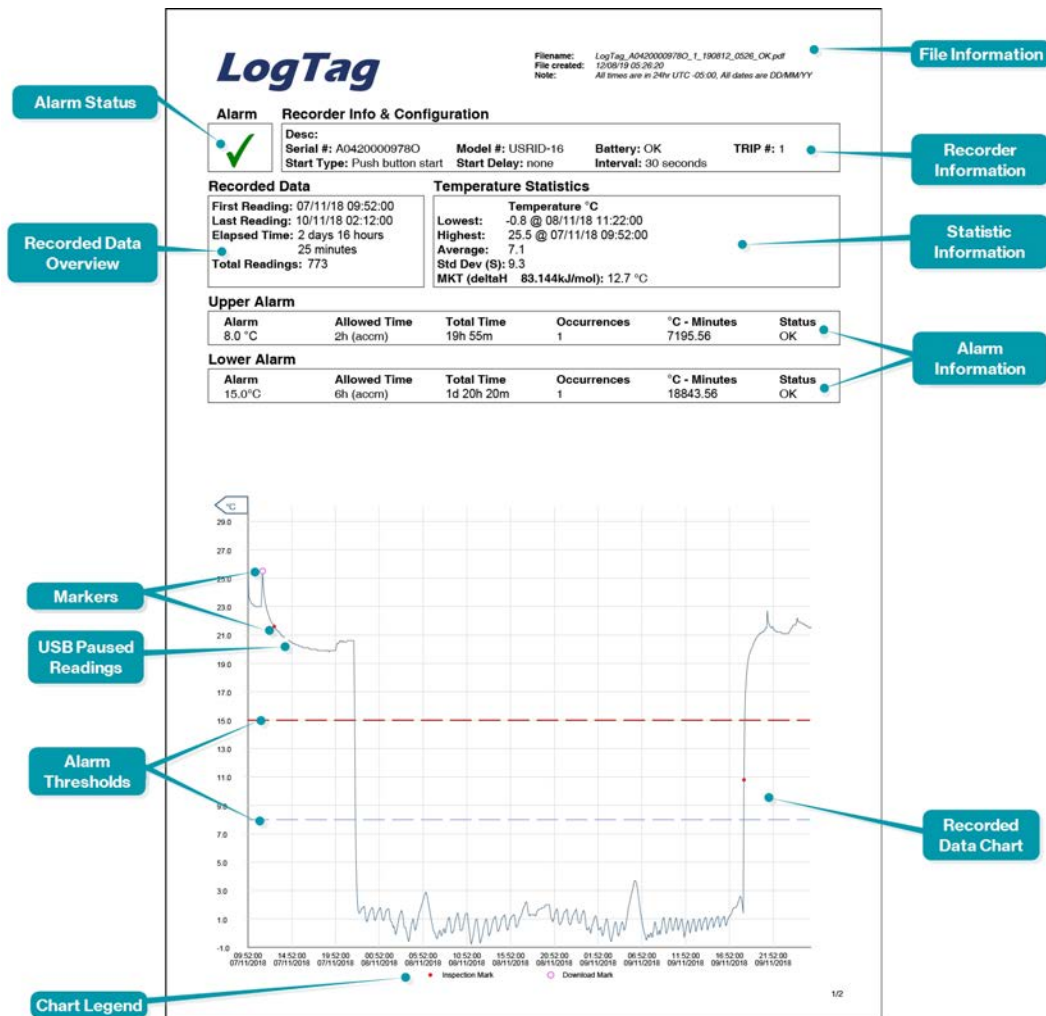 LogTag
Filename: LogTag_A0420000978O_1_190812_0526_OK.pdf
File created: 12/08/19 05:26:20
Note: All times are in 24hr UTC -05:00, All dates are DD/MM/YY
File Information
Alarm Status
Alarm
Recorder Info & Configuration
Desc:
Serial #: A0420000978O Model #: USRID-16 Battery: OK TRIP #: 1
Start Type: Push button start Start Delay: none Interval: 30 seconds
Recorder
Information
Recorded Data
First Reading: 07/11/18 09:52:00
Last Reading: 10/11/18 02:12:00
Elapsed Time: 2 days 16 hours
25 minutes
Total Readings: 773
Recorded Data
Overview
Temperature Statistics
Temperature °C
Lowest: -0.8 @ 08/11/18 11:22:00
Highest: 25.5 @ 07/11/18 09:52:00
Average: 7.1
Std Dev (S): 9.3
MKT (deltaH 83.144kJ/mol): 12.7 °C
Statistic
Information
Upper Alarm
Alarm Allowed Time Total Time Occurrences °C - Minutes Status
8.0 °C 2h (accm) 19h 55m 1 7195.56 OK
Lower Alarm
Alarm Allowed Time Total Time Occurrences °C - Minutes Status
15.0°C 6h (accm) 1d 20h 20m 1 18843.56 OK
Alarm
Information
°C
29.0
27.0
25.0
23.0
21.0
19.0
17.0
15.0
13.0
11.0
9.0
7.0
5.0
3.0
1.0
-1.0
Markers
USB Paused
Readings
Alarm
Thresholds
Recorded
Data Chart
09:52:00 14:52:00 19:52:00 00:52:00 05:52:00 10:52:00 15:52:00 20:52:00 01:52:00 06:52:00 11:52:00 16:52:00 21:52:00
07/11/2018 07/11/2018 07/11/2018 08/11/2018 08/11/2018 08/11/2018 08/11/2018 08/11/2018 09/11/2018 09/11/2018 09/11/2018 09/11/2018 09/11/2018
Inspection Mark Download Mark
Chart Legend
1/2